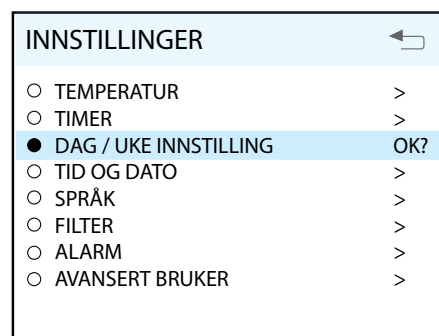 INNSTILLINGER
TEMPERATUR >
TIMER >
DAG / UKE INNSTILLING OK?
TID OG DATO >
SPRÅK >
FILTER >
ALARM >
AVANSERT BRUKER >